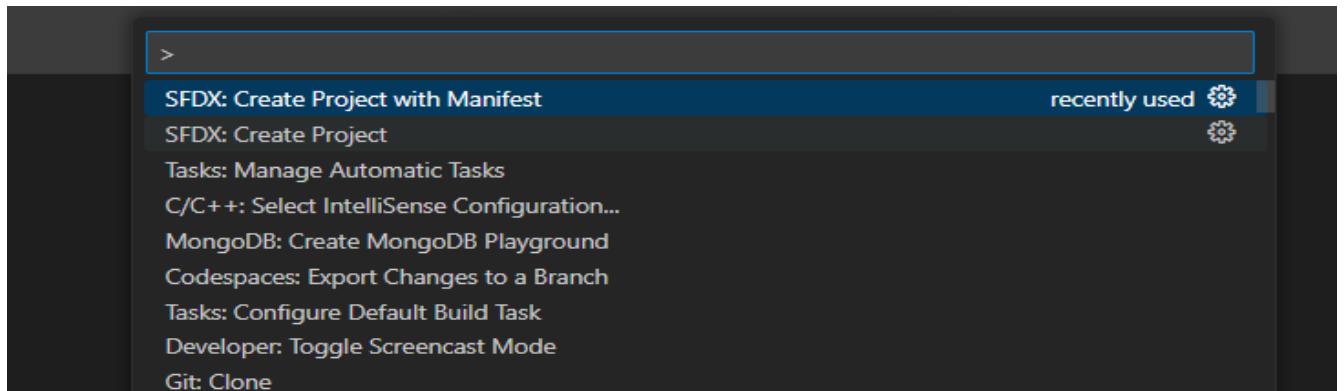 >
SFDX: Create Project with Manifest recently used
SFDX: Create Project
Tasks: Manage Automatic Tasks
C/C++: Select IntelliSense Configuration...
MongoDB: Create MongoDB Playground
Codespaces: Export Changes to a Branch
Tasks: Configure Default Build Task
Developer: Toggle Screencast Mode
Git: Clone